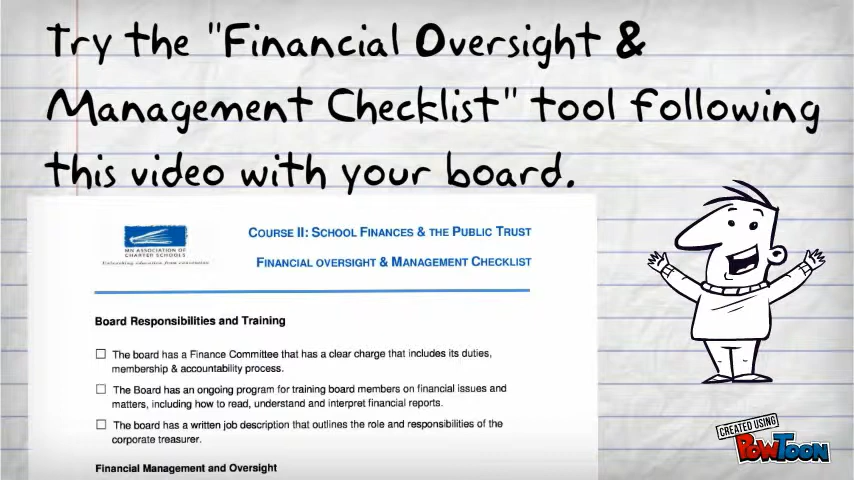 Try the "Financial Oversight &
Management Checklist" tool following
this video with your board.
MN ASSOCIATION OF
CHARTER SCHOOLS
COURSE II: SCHOOL FINANCES & THE PUBLIC TRUST
FINANCIAL OVERSIGHT & MANAGEMENT CHECKLIST
Board Responsibilities and Training
☐ The board has a Finance Committee that has a clear charge that includes its duties,
membership & accountability process.
☐ The Board has an ongoing program for training board members on financial issues and
matters, including how to read, understand and interpret financial reports.
☐ The board has a written job description that outlines the role and responsibilities of the
corporate treasurer.
Financial Management and Oversight
CREATED USING
POWTOON